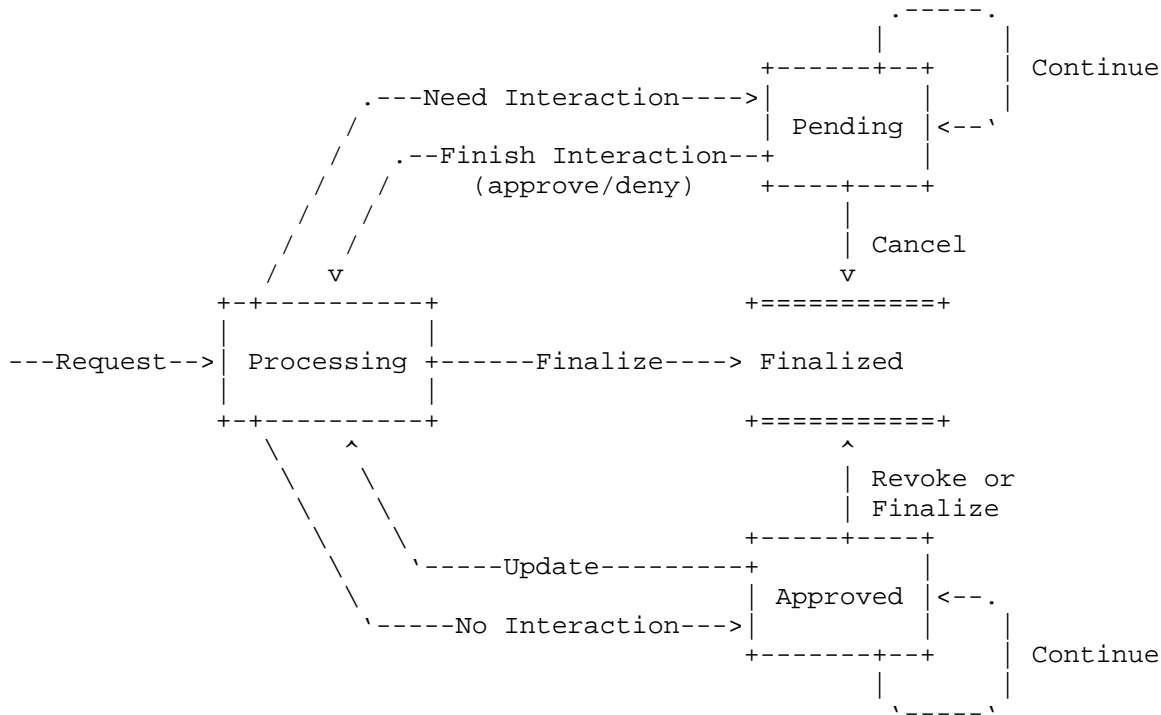 Continue
Need Interaction
Pending
Finish Interaction
(approve/deny)
Cancel
Request
Processing
Finalize
Finalized
Revoke or
Finalize
Update
Approved
No Interaction
Continue